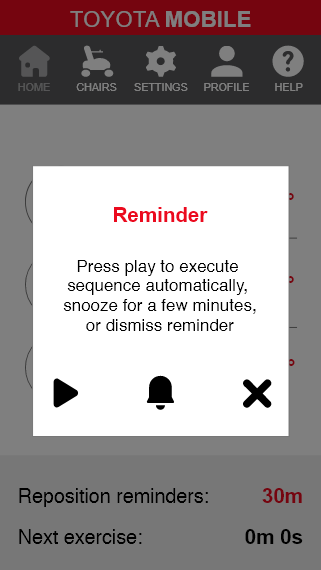 TOYOTA MOBILE
HOME CHAIRS SETTINGS PROFILE HELP
Reminder
Press play to execute
sequence automatically,
snooze for a few minutes,
or dismiss reminder
Reposition reminders: 30m
Next exercise: 0m 0s